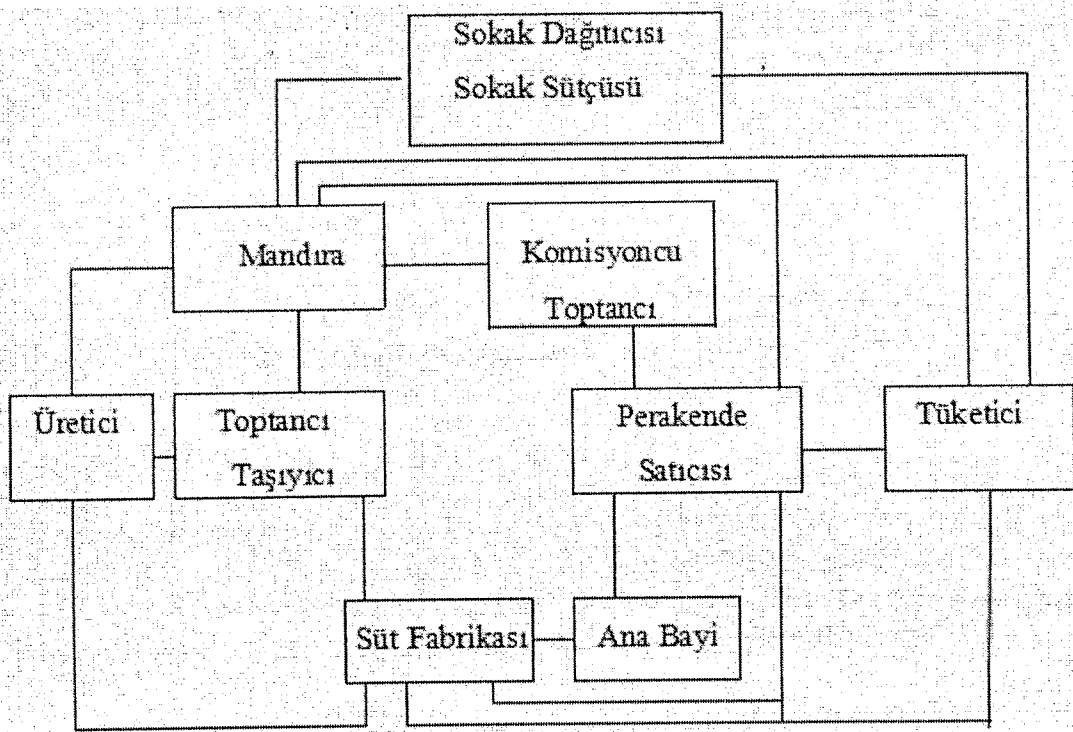 Sokak Dağıtıcısı
Sokak Sütçüsü
Mandıra
Komisyoncu
Toptancı
Üretici
Toptancı
Taşıyıcı
Perakende
Satıcısı
Tüketici
Süt Fabrikası
Ana Bayi